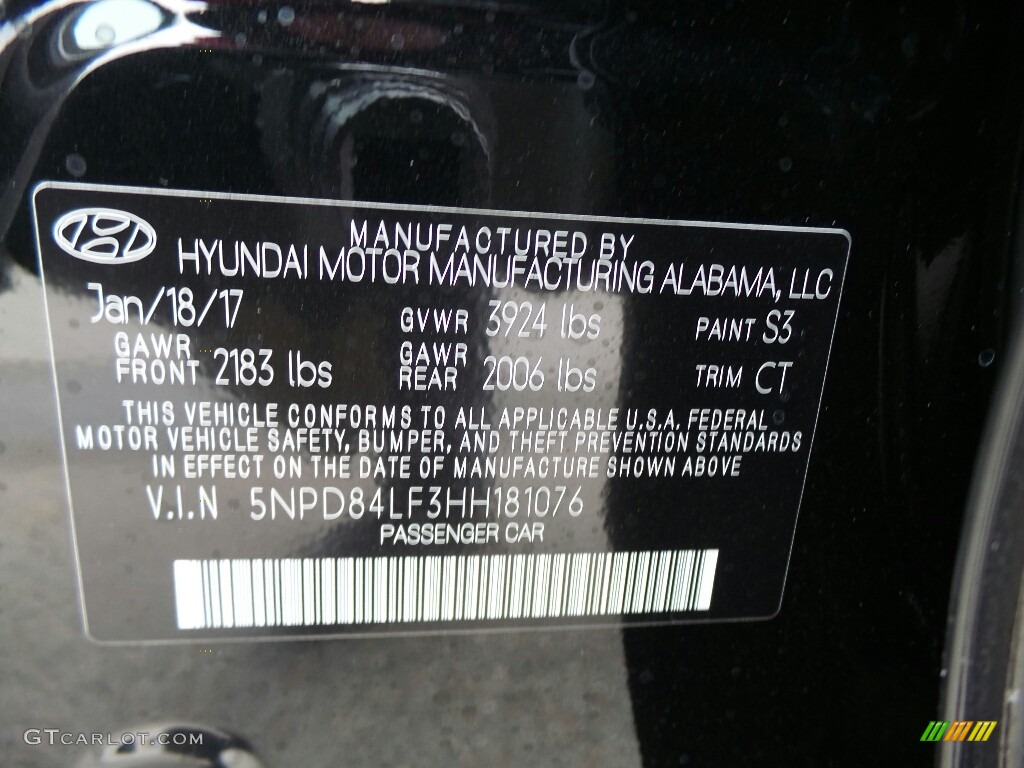 MANUFACTURED BY
HYUNDAI MOTOR MANUFACTURING ALABAMA, LLC
Jan/18/17 GVWR 3924 lbs PAINT S3
GAWR FRONT 2183 lbs GAWR REAR 2006 lbs TRIM CT
THIS VEHICLE CONFORMS TO ALL APPLICABLE U.S.A. FEDERAL
MOTOR VEHICLE SAFETY, BUMPER, AND THEFT PREVENTION STANDARDS
IN EFFECT ON THE DATE OF MANUFACTURE SHOWN ABOVE
V.I.N 5NPD84LF3HH181076
PASSENGER CAR
GTCARLOT.COM